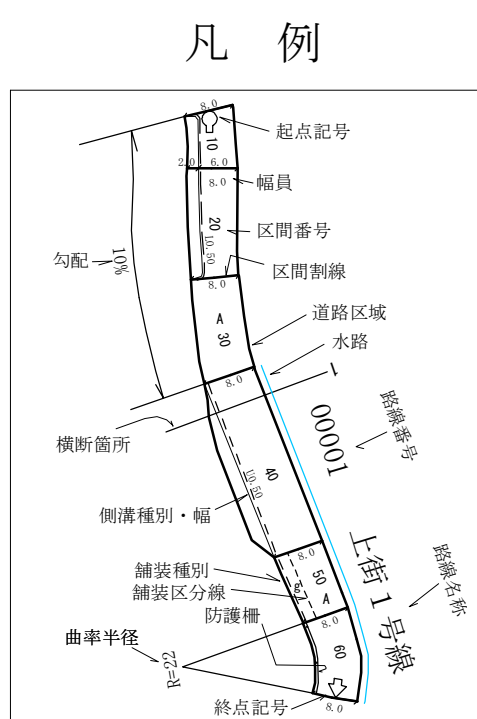 凡 例
8.0
起点記号
10
2.0 6.0
8.0
幅員
20
区間番号
L0.50
勾配
10%
8.0
区間割線
A
30
道路区域
水路
8.0
1
横断箇所
00001
路線番号
40
U0.50
側溝種別・幅
8.0
上街1号線
路線名称
舗装種別
50
g
A
舗装区分線
8.0
防護柵
60
曲率半径
R=22
終点記号
8.0